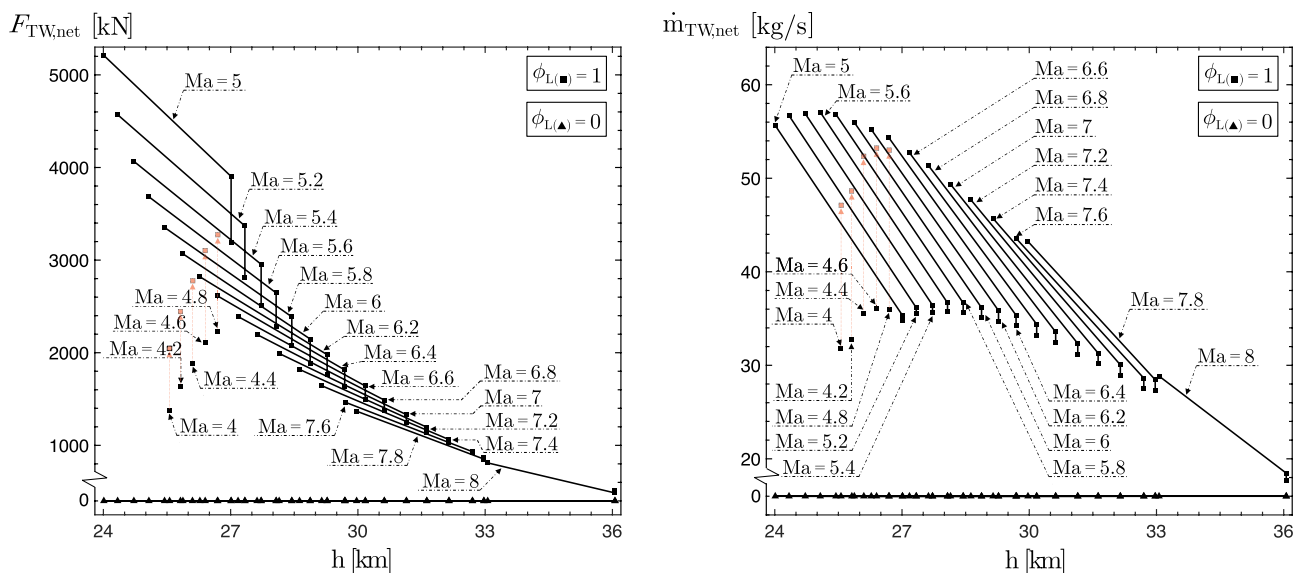 F_TW,net [kN]
5000
4000
3000
2000
1000
0
24
27
30
33
36
h [km]
ϕ_L(■) = 1
ϕ_L(▲) = 0
Ma = 5
Ma = 5.2
Ma = 5.4
Ma = 5.6
Ma = 5.8
Ma = 6
Ma = 6.2
Ma = 6.4
Ma = 6.6
Ma = 6.8
Ma = 7
Ma = 7.2
Ma = 7.4
Ma = 4.8
Ma = 4.6
Ma = 4.2
Ma = 4.4
Ma = 4
Ma = 7.6
Ma = 7.8
Ma = 8
ṁ_TW,net [kg/s]
60
50
40
30
20
0
24
27
30
33
36
h [km]
ϕ_L(■) = 1
ϕ_L(▲) = 0
Ma = 5
Ma = 5.6
Ma = 6.6
Ma = 6.8
Ma = 7
Ma = 7.2
Ma = 7.4
Ma = 7.6
Ma = 7.8
Ma = 8
Ma = 4.6
Ma = 4.4
Ma = 4
Ma = 4.2
Ma = 4.8
Ma = 5.2
Ma = 5.4
Ma = 6.4
Ma = 6.2
Ma = 6
Ma = 5.8